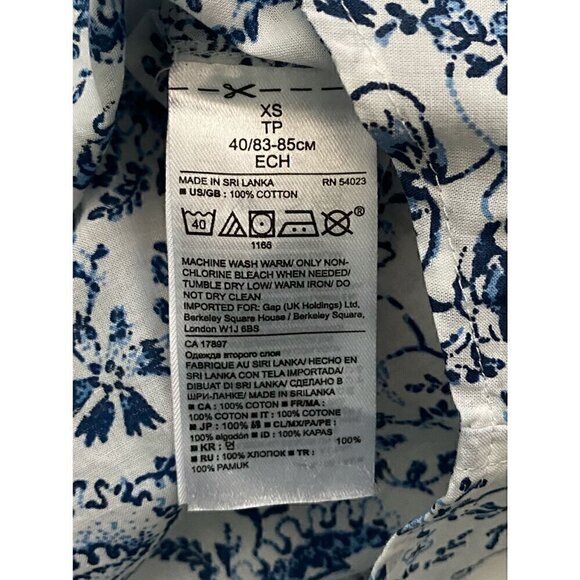 XS
TP
40/83-85см
ECH
MADE IN SRI LANKA RN 54023
■ US/GB : 100% COTTON
40 ®
1166
MACHINE WASH WARM/ ONLY NON-
CHLORINE BLEACH WHEN NEEDED/
TUMBLE DRY LOW/ WARM IRON/ DO
NOT DRY CLEAN
IMPORTED FOR: Gap (UK Holdings) Ltd,
Berkeley Square House / Berkeley Square,
London W1J 6BS
CA 17897
Одежда второго слоя
FABRIQUE AU SRI LANKA/ HECHO EN
SRI LANKA CON TELA IMPORTADA/
DIBUAT DI SRI LANKA/ СДЕЛАНО В
ШРИ-ЛАНКЕ/ MADE IN SRILANKA
■ CA : 100% COTON ■ FR/MA :
100% COTON ■ IT : 100% COTONE
■ JP : 100% 綿 ■ CL/MX/PA/PE :
100% algodón ■ ID : 100% KAPAS
■ KR : 면 100%
■ RU : 100% ХЛОПОК ■ TR :
100% PAMUK